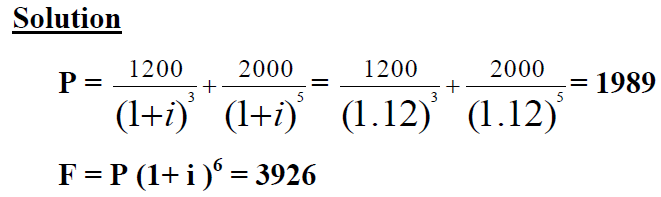 Solution
P = 1200/(1+i)³ + 2000/(1+i)⁵ = 1200/(1.12)³ + 2000/(1.12)⁵ = 1989
F = P (1+ i )⁶ = 3926